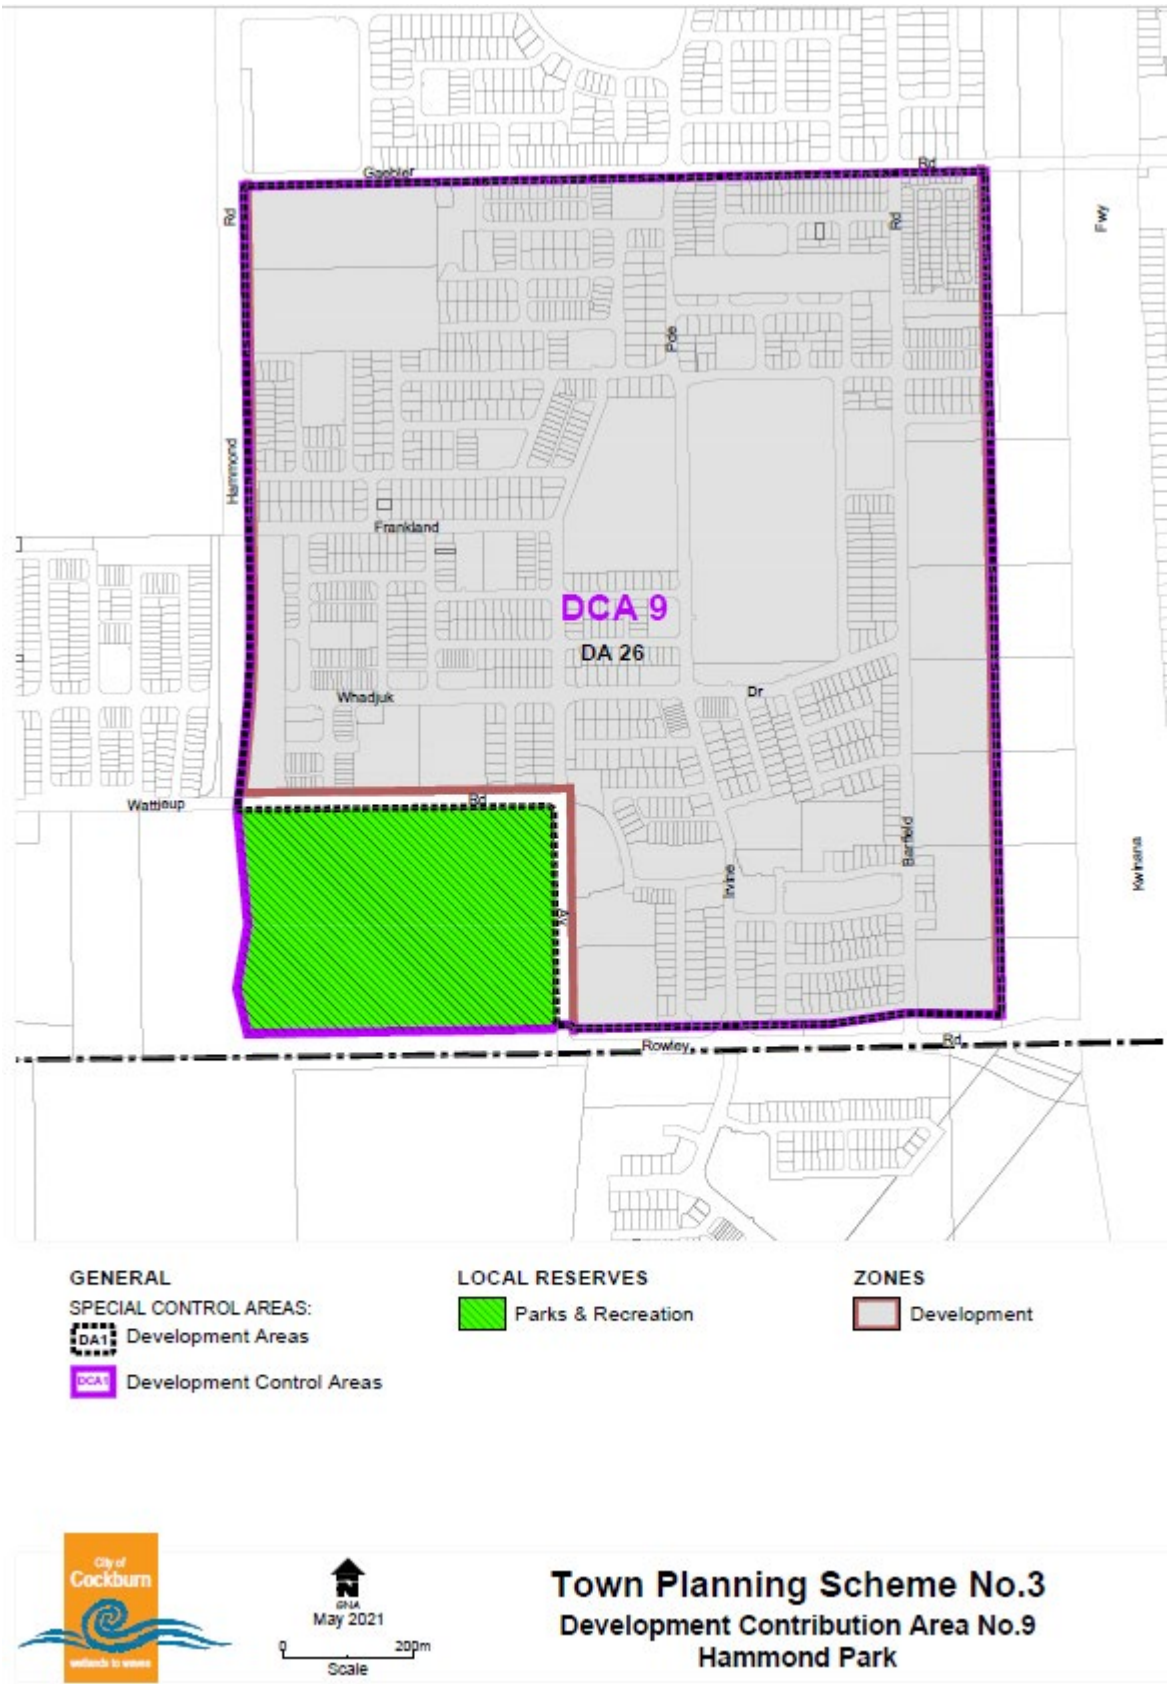 Gaebler
Rd
Rd
Rd
Fwy
Pde
Hammond
Frankland
DCA 9
DA 26
Whadjuk
Dr
Rd
Wattleup
Barfield
Irvine
Kwinana
Av
Rowley
Rd
GENERAL
LOCAL RESERVES
ZONES
SPECIAL CONTROL AREAS:
DA1
Development Areas
Parks & Recreation
Development
DCA1
Development Control Areas
City of
Cockburn
wetlands to waves
N
GNA
May 2021
0 200m
Scale
Town Planning Scheme No.3
Development Contribution Area No.9
Hammond Park